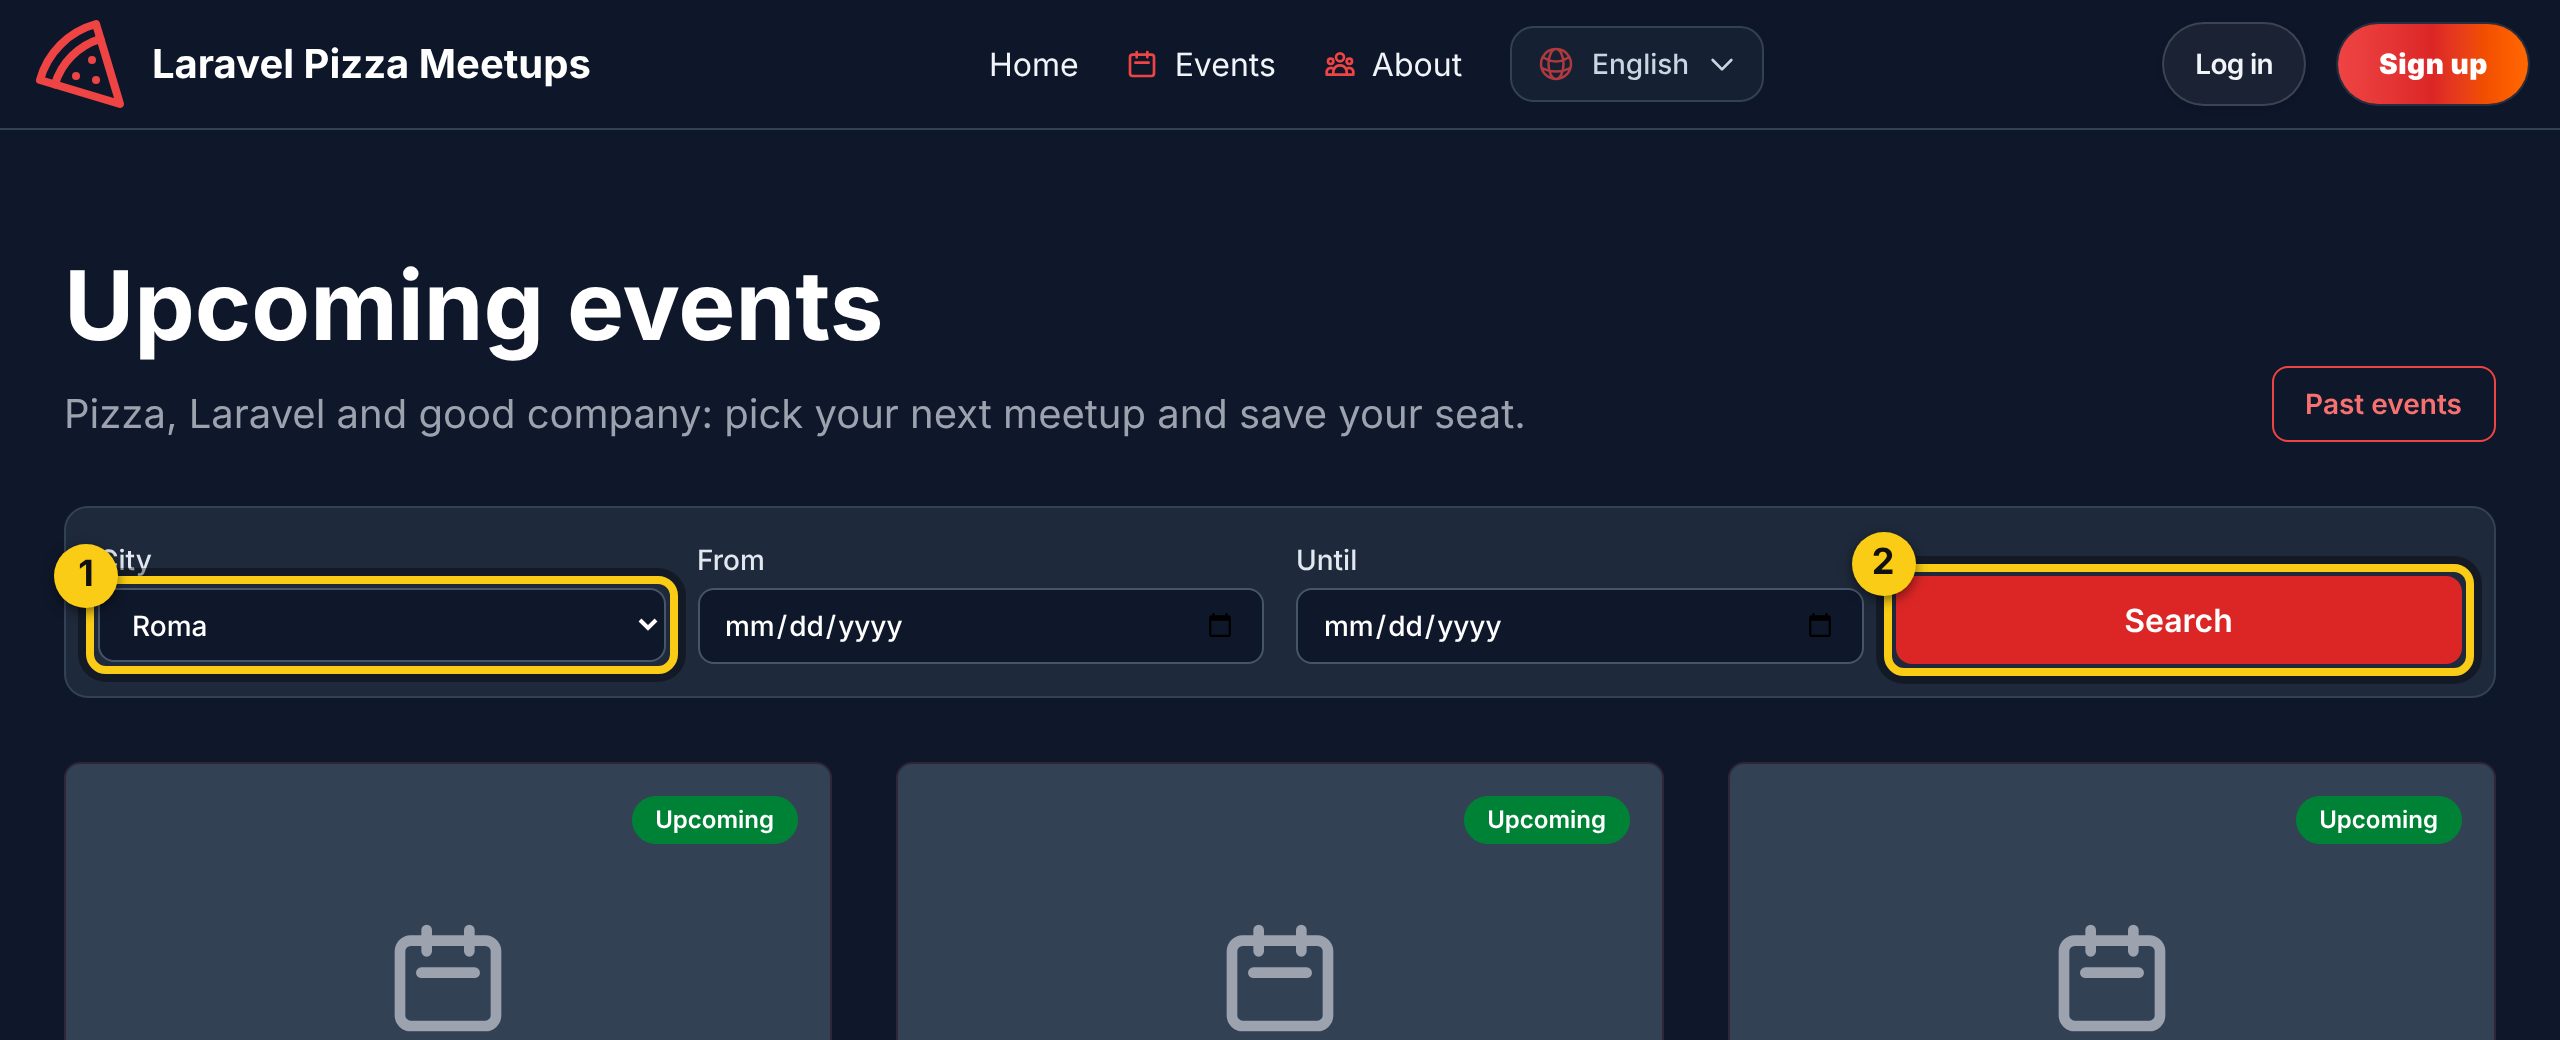 Laravel Pizza Meetups
Home
Events
About
English
Log in
Sign up
Upcoming events
Pizza, Laravel and good company: pick your next meetup and save your seat.
Past events
1
City
From
Until
2
Roma
mm/dd/yyyy
mm/dd/yyyy
Search
Upcoming
Upcoming
Upcoming